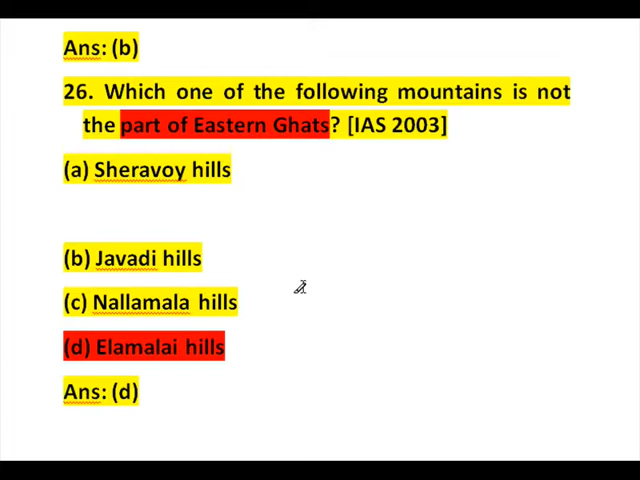 Ans: (b)
26. Which one of the following mountains is not
the part of Eastern Ghats? [IAS 2003]
(a) Sheravoy hills
(b) Javadi hills
(c) Nallamala hills
(d) Elamalai hills
Ans: (d)